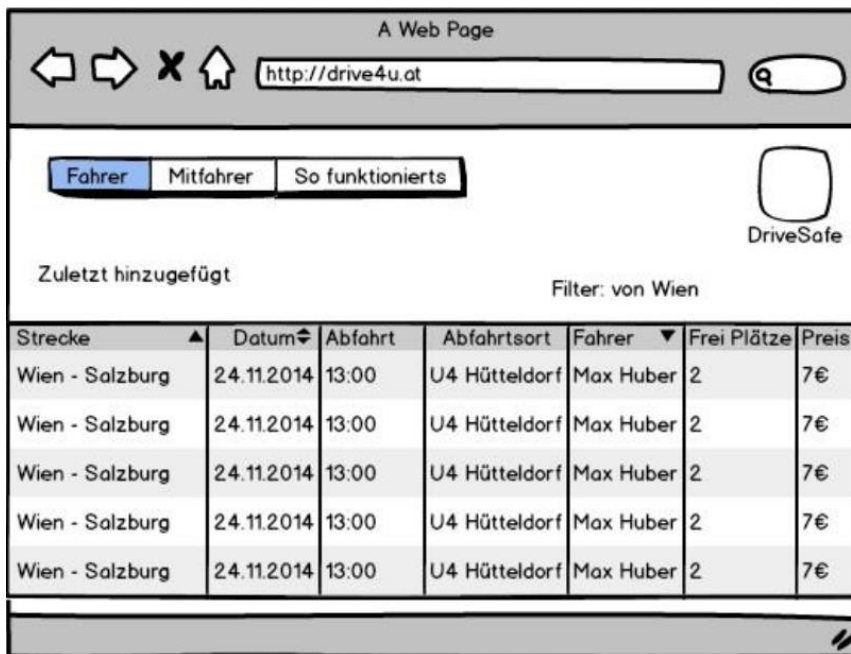 A Web Page
http://drive4u.at
Fahrer Mitfahrer So funktionierts
DriveSafe
Zuletzt hinzugefügt
Filter: von Wien
Strecke Datum Abfahrt Abfahrtsort Fahrer Frei Plätze Preis
Wien - Salzburg 24.11.2014 13:00 U4 Hütteldorf Max Huber 2 7€
Wien - Salzburg 24.11.2014 13:00 U4 Hütteldorf Max Huber 2 7€
Wien - Salzburg 24.11.2014 13:00 U4 Hütteldorf Max Huber 2 7€
Wien - Salzburg 24.11.2014 13:00 U4 Hütteldorf Max Huber 2 7€
Wien - Salzburg 24.11.2014 13:00 U4 Hütteldorf Max Huber 2 7€